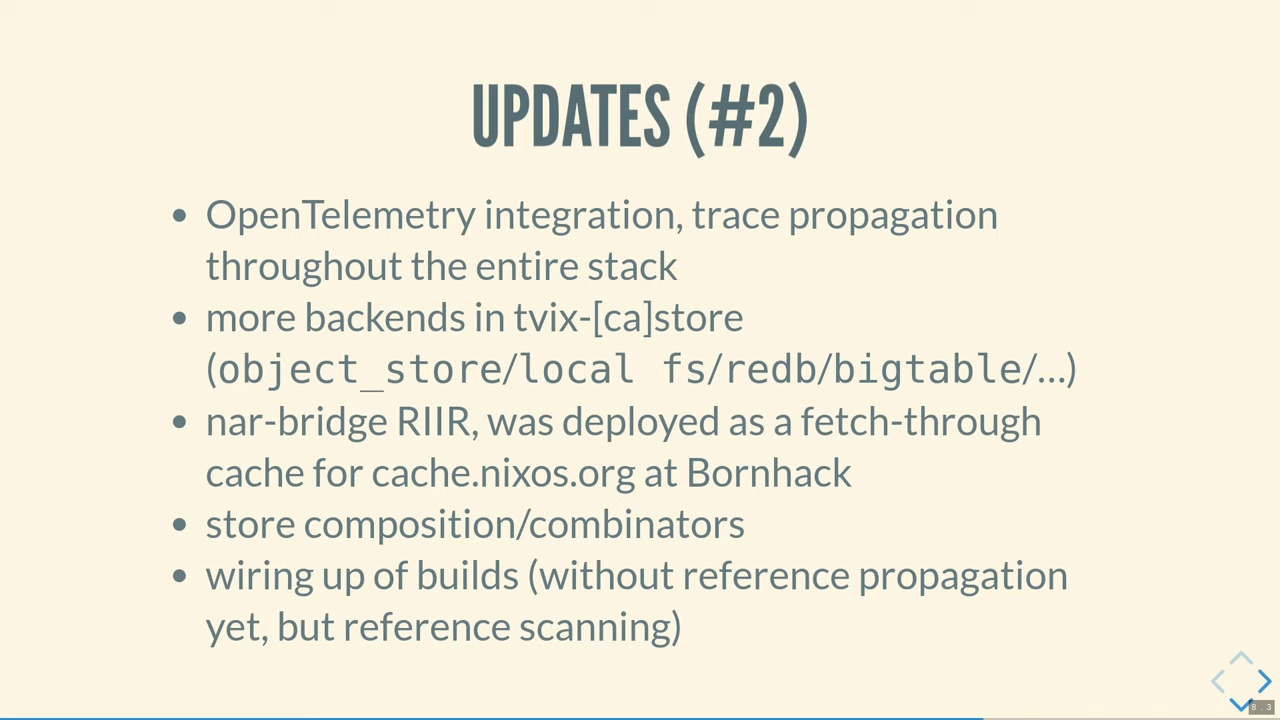 UPDATES (#2)
OpenTelemetry integration, trace propagation
throughout the entire stack
more backends in tvix-[ca]store
(object_store/local fs/redb/bigtable/…)
nar-bridge RIIR, was deployed as a fetch-through
cache for cache.nixos.org at Bornhack
store composition/combinators
wiring up of builds (without reference propagation
yet, but reference scanning)
8.3